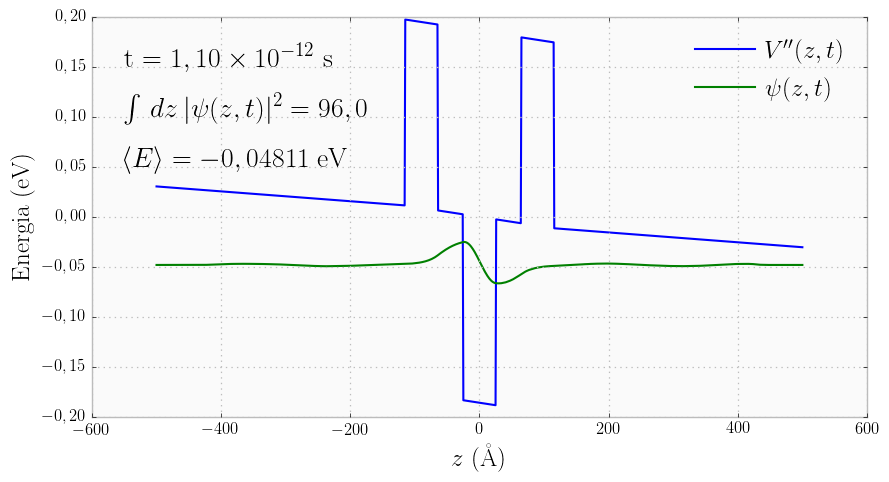 t = 1, 10 × 10⁻¹² s
∫ dz |ψ(z, t)|² = 96, 0
⟨E⟩ = −0, 04811 eV
V″(z, t)
ψ(z, t)
Energia (eV)
0, 20
0, 15
0, 10
0, 05
0, 00
−0, 05
−0, 10
−0, 15
−0, 20
−600 −400 −200 0 200 400 600
z (Å)